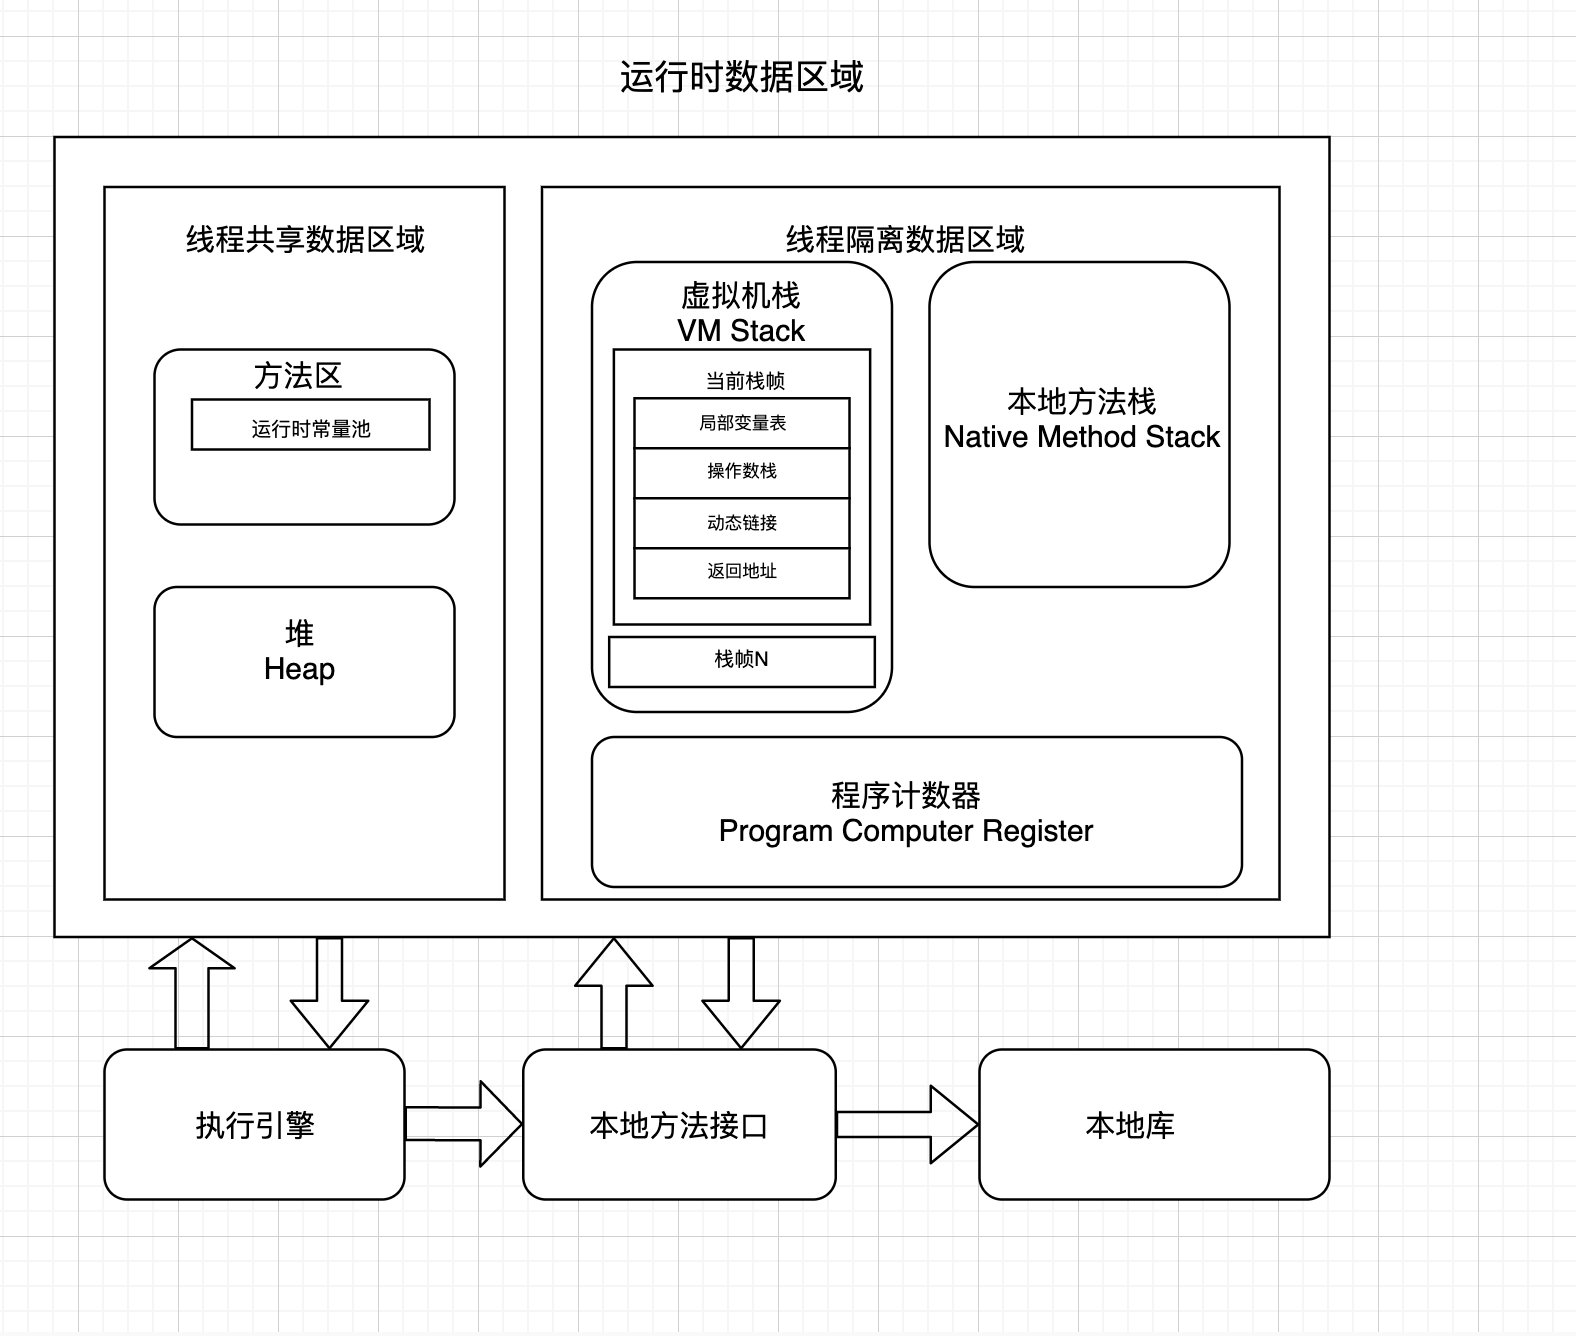 运行时数据区域
线程共享数据区域
方法区
运行时常量池
堆
Heap
线程隔离数据区域
虚拟机栈
VM Stack
当前栈帧
局部变量表
操作数栈
动态链接
返回地址
栈帧N
本地方法栈
Native Method Stack
程序计数器
Program Computer Register
执行引擎
本地方法接口
本地库